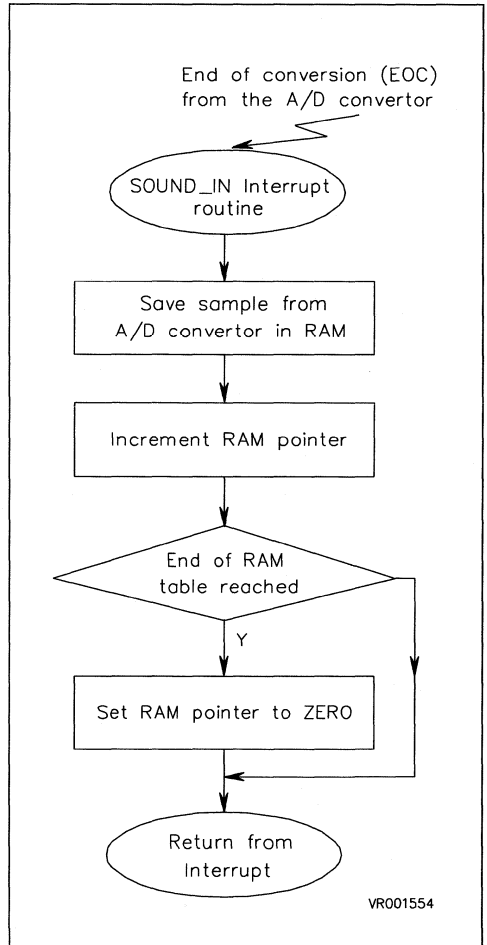 End of conversion (EOC)
from the A/D convertor
SOUND_IN Interrupt
routine
Save sample from
A/D convertor in RAM
Increment RAM pointer
End of RAM
table reached
Y
Set RAM pointer to ZERO
Return from
Interrupt
VR001554